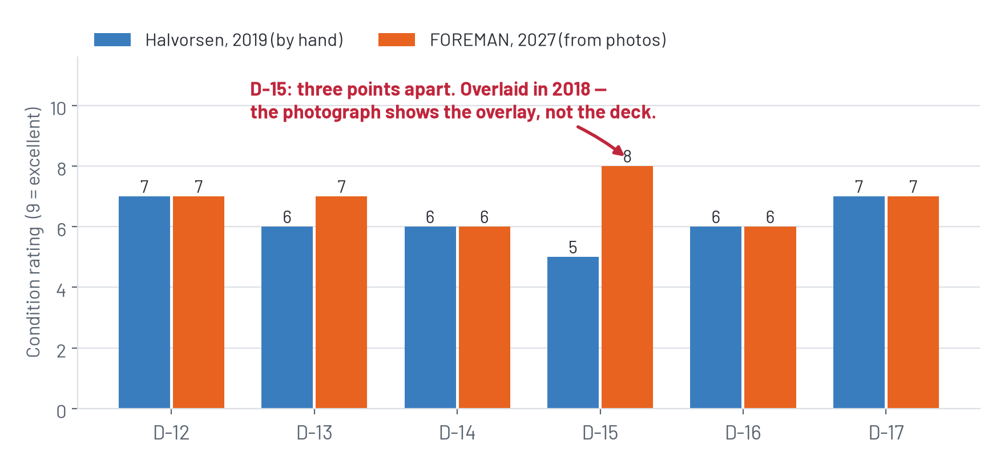 Halvorsen, 2019 (by hand)
FOREMAN, 2027 (from photos)
D-15: three points apart. Overlaid in 2018 —
the photograph shows the overlay, not the deck.
Condition rating (9 = excellent)
10
8
6
4
2
0
7
7
6
7
6
6
5
8
6
6
7
7
D-12
D-13
D-14
D-15
D-16
D-17